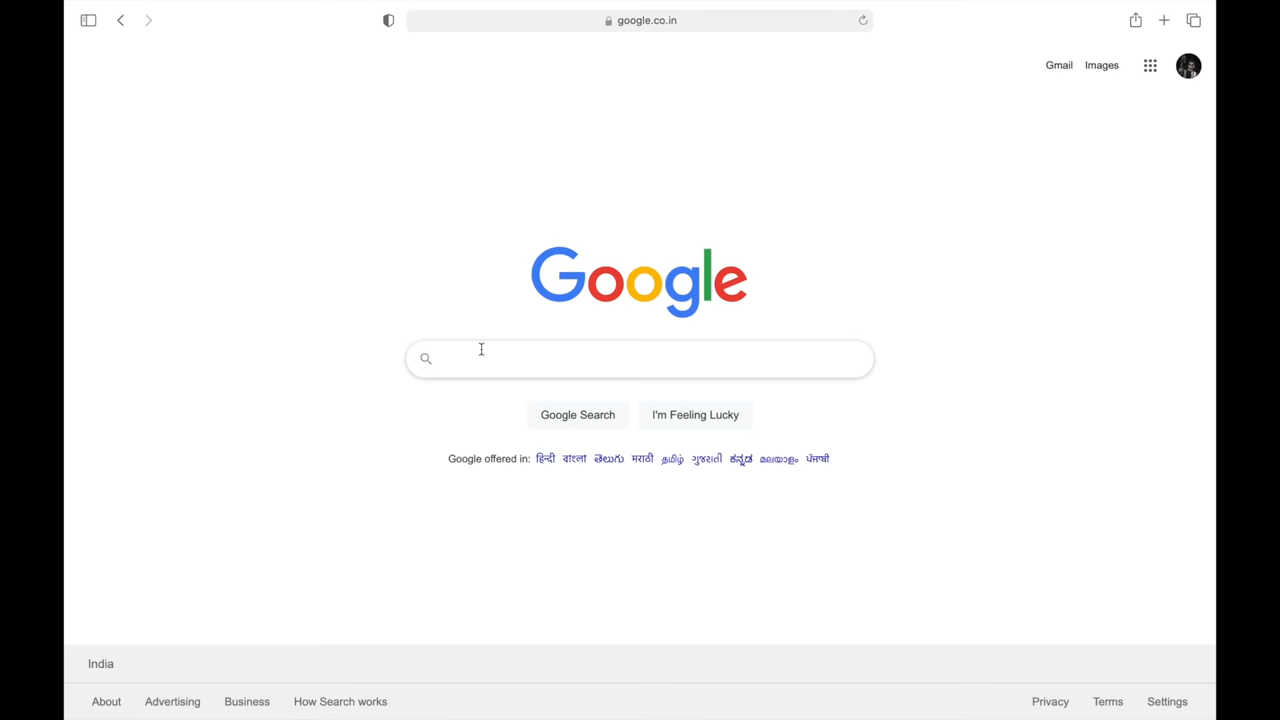 google.co.in
Gmail Images
Google
Google Search I'm Feeling Lucky
Google offered in: हिन्दी বাংলা తెలుగు मराठी தமிழ் ગુજરાતી ಕನ್ನಡ മലയാളം ਪੰਜਾਬੀ
India
About Advertising Business How Search works Privacy Terms Settings